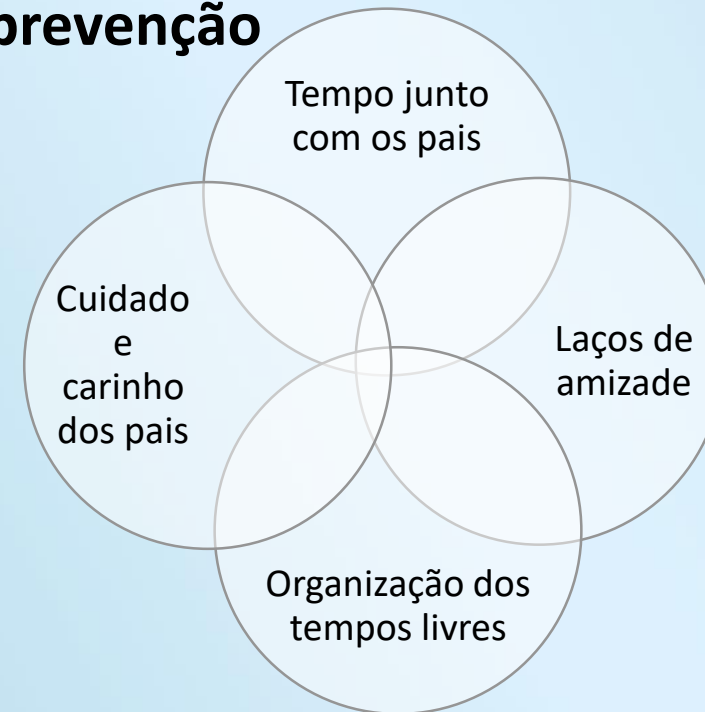 prevenção
Tempo junto
com os pais
Cuidado
e
carinho
dos pais
Laços de
amizade
Organização dos
tempos livres